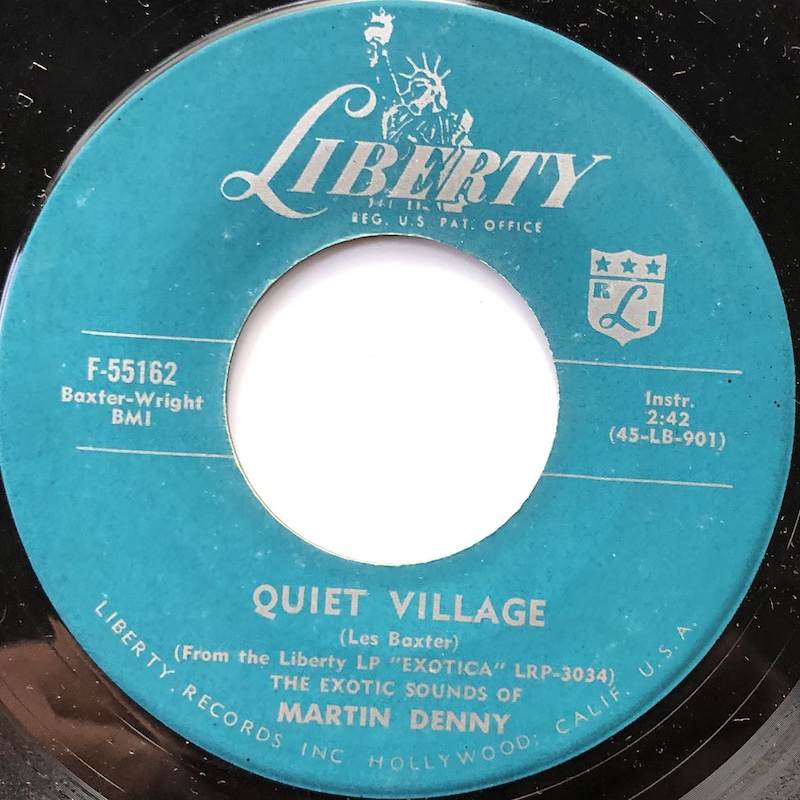 LIBERTY
REG. U.S. PAT. OFFICE
R L I
F-55162
Baxter-Wright
BMI
Instr.
2:42
(45-LB-901)
QUIET VILLAGE
(Les Baxter)
(From the Liberty LP "EXOTICA" LRP-3034)
THE EXOTIC SOUNDS OF
MARTIN DENNY
LIBERTY RECORDS INC HOLLYWOOD, CALIF. U.S.A.